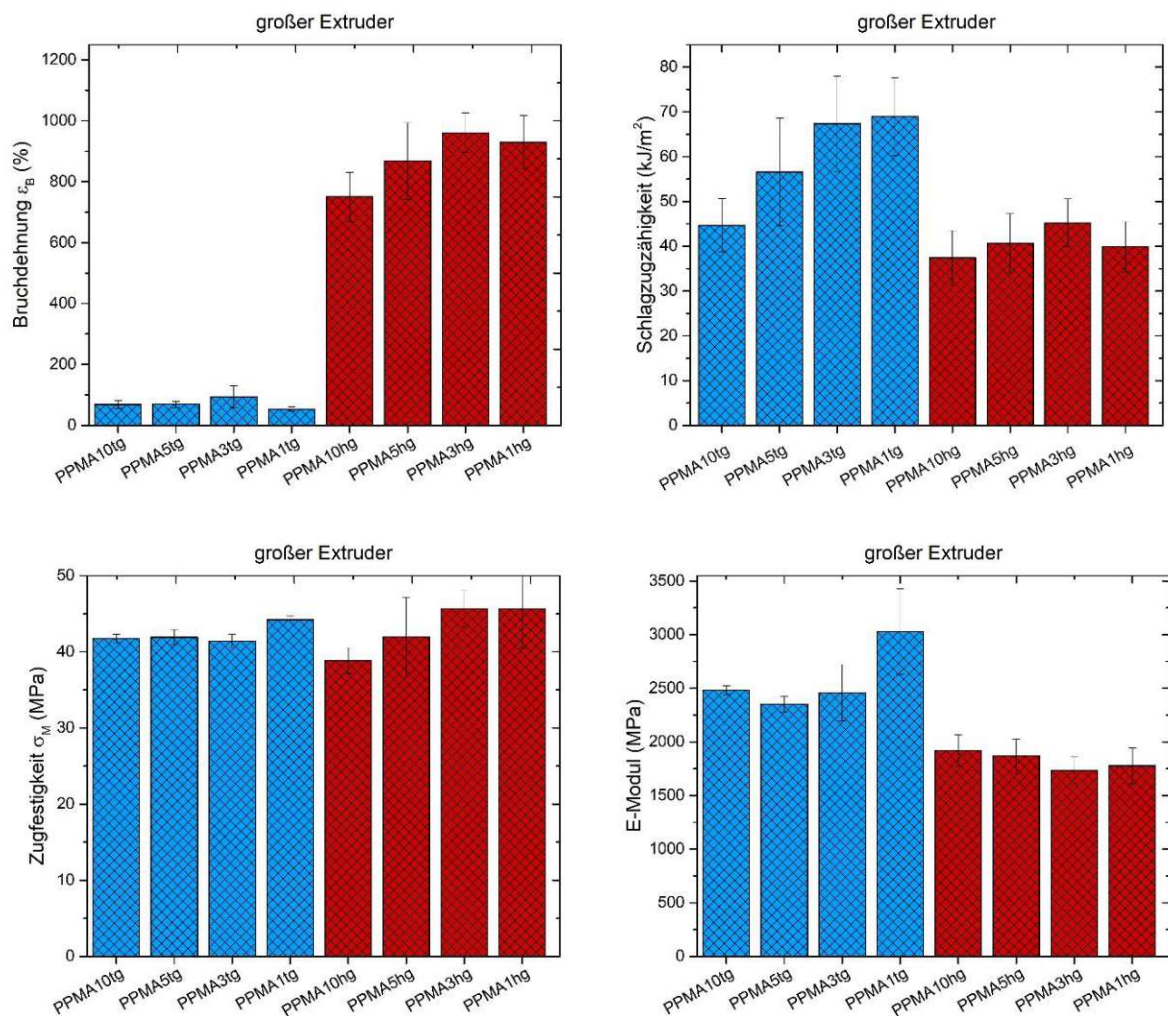 großer Extruder
Bruchdehnung εB (%)
1200
1000
800
600
400
200
0
PPMA10tg
PPMA5tg
PPMA3tg
PPMA1tg
PPMA10hg
PPMA5hg
PPMA3hg
PPMA1hg
großer Extruder
Schlagzugzähigkeit (kJ/m²)
80
70
60
50
40
30
20
10
0
PPMA10tg
PPMA5tg
PPMA3tg
PPMA1tg
PPMA10hg
PPMA5hg
PPMA3hg
PPMA1hg
großer Extruder
Zugfestigkeit σM (MPa)
50
40
30
20
10
0
PPMA10tg
PPMA5tg
PPMA3tg
PPMA1tg
PPMA10hg
PPMA5hg
PPMA3hg
PPMA1hg
großer Extruder
E-Modul (MPa)
3500
3000
2500
2000
1500
1000
500
0
PPMA10tg
PPMA5tg
PPMA3tg
PPMA1tg
PPMA10hg
PPMA5hg
PPMA3hg
PPMA1hg